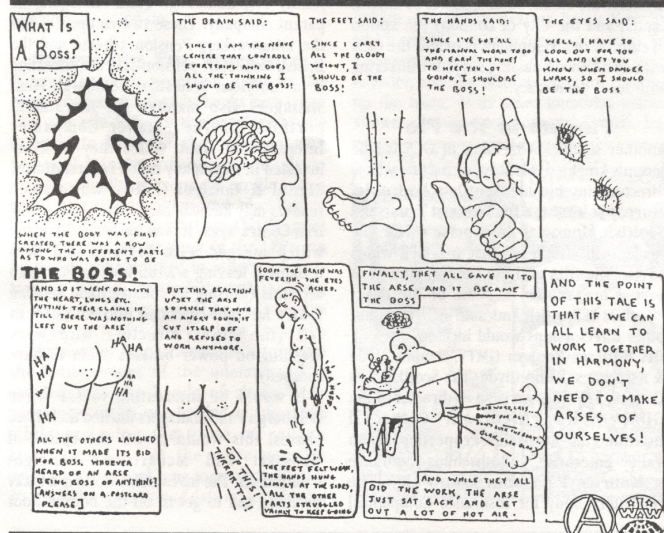 WHAT IS
A BOSS?
WHEN THE BODY WAS FIRST
CREATED, THERE WAS A ROW
AMONG THE DIFFERENT PARTS
AS TO WHO WAS GOING TO BE
THE BOSS!
THE BRAIN SAID:
SINCE I AM THE NERVE
CENTRE THAT CONTROLS
EVERYTHING AND DOES
ALL THE THINKING I
SHOULD BE THE BOSS!
THE FEET SAID:
SINCE I CARRY
ALL THE BLOODY
WEIGHT, I
SHOULD BE THE
BOSS!
THE HANDS SAID:
SINCE I'VE GOT ALL
THE MANUAL WORK TO DO
AND EARN THE MONEY
TO KEEP YOU LOT
GOING, I SHOULD BE
THE BOSS!
THE EYES SAID:
WELL, I HAVE TO
LOOK OUT FOR YOU
ALL AND LET YOU
KNOW WHEN DANGER
LURKS, SO I SHOULD
BE THE BOSS
AND SO IT WENT ON WITH
THE HEART, LUNGS ETC.
PUTTING THEIR CLAIMS IN,
TILL THERE WAS NOTHING
LEFT BUT THE ARSE
HA
HA
HA
HA
HA
HA
HA
HA
ALL THE OTHERS LAUGHED
WHEN IT MADE ITS BID
FOR BOSS, WHOEVER
HEARD OF AN ARSE
BEING BOSS OF ANYTHING!
[ANSWERS ON A POSTCARD
PLEASE]
BUT THIS REACTION
UPSET THE ARSE
SO MUCH THAT, WITH
AN ANGRY SOUND, IT
CUT ITSELF OFF
AND REFUSED TO
WORK ANYMORE.
COP THIS!
SOON THE BRAIN WAS
FEVERISH, THE EYES
ACHED.
THE FEET FELT WEAK,
THE HANDS HUNG
LIMPLY AT THE SIDES,
ALL THE OTHER
PARTS STRUGGLED
VAINLY TO KEEP GOING
FINALLY, THEY ALL GAVE IN TO
THE ARSE, AND IT BECAME
THE BOSS
GOOD WORK LADS,
AND WHILE THEY ALL
DID THE WORK, THE ARSE
JUST SAT BACK AND LET
OUT A LOT OF HOT AIR.
AND THE POINT
OF THIS TALE IS
THAT IF WE CAN
ALL LEARN TO
WORK TOGETHER
IN HARMONY,
WE DON'T
NEED TO MAKE
ARSES OF
OURSELVES!